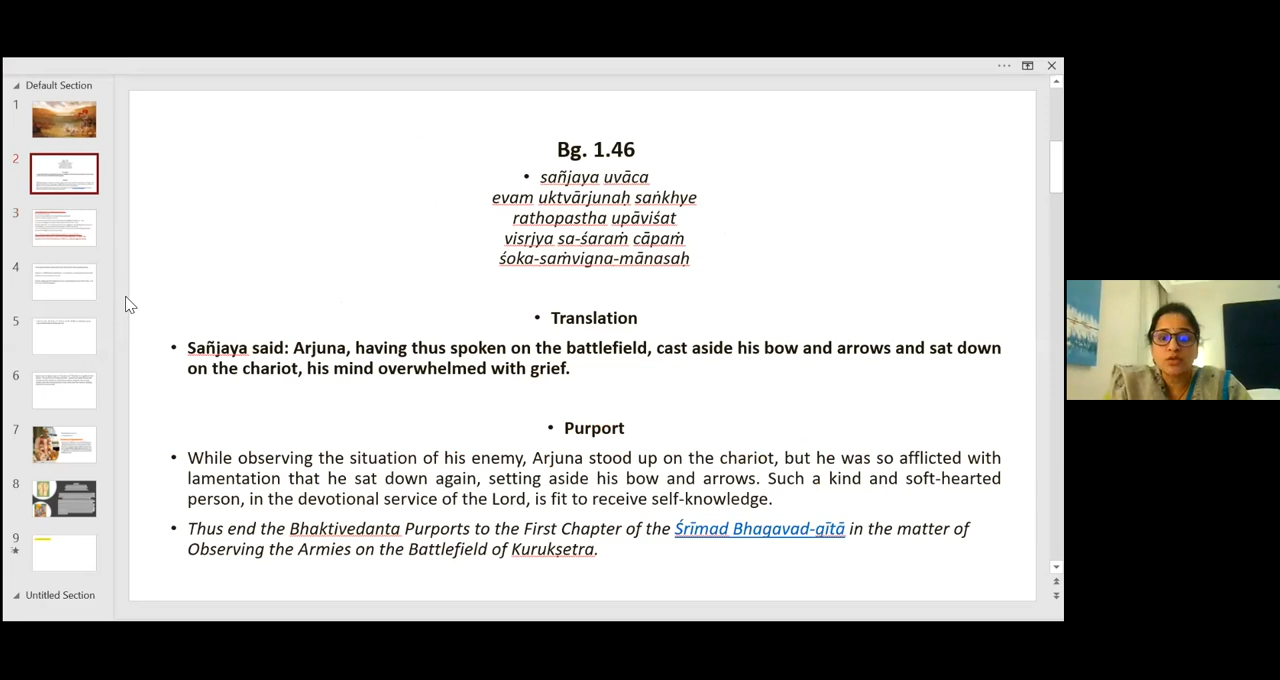 Default Section
1
2
3
4
5
6
7
8
9
Untitled Section
Bg. 1.46
• sañjaya uvāca
evam uktvārjunaḥ saṅkhye
rathopastha upāviśat
visṛjya sa-śaraṁ cāpaṁ
śoka-saṁvigna-mānasaḥ
• Translation
• Sañjaya said: Arjuna, having thus spoken on the battlefield, cast aside his bow and arrows and sat down
on the chariot, his mind overwhelmed with grief.
• Purport
• While observing the situation of his enemy, Arjuna stood up on the chariot, but he was so afflicted with
lamentation that he sat down again, setting aside his bow and arrows. Such a kind and soft-hearted
person, in the devotional service of the Lord, is fit to receive self-knowledge.
• Thus end the Bhaktivedanta Purports to the First Chapter of the Śrīmad Bhagavad-gītā in the matter of
Observing the Armies on the Battlefield of Kurukṣetra.